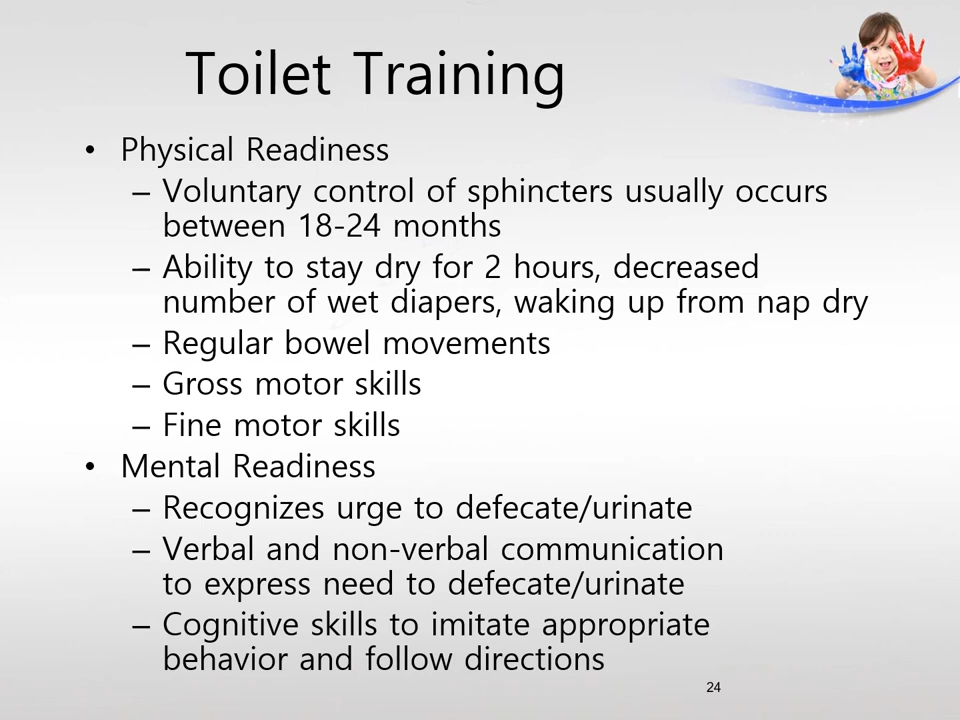 Toilet Training
• Physical Readiness
– Voluntary control of sphincters usually occurs
between 18-24 months
– Ability to stay dry for 2 hours, decreased
number of wet diapers, waking up from nap dry
– Regular bowel movements
– Gross motor skills
– Fine motor skills
• Mental Readiness
– Recognizes urge to defecate/urinate
– Verbal and non-verbal communication
to express need to defecate/urinate
– Cognitive skills to imitate appropriate
behavior and follow directions
24